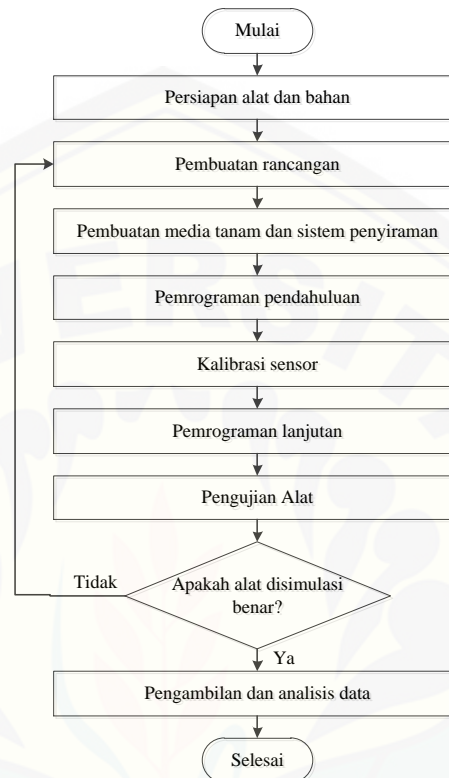 Mulai
Persiapan alat dan bahan
Pembuatan rancangan
Pembuatan media tanam dan sistem penyiraman
Pemrograman pendahuluan
Kalibrasi sensor
Pemrograman lanjutan
Pengujian Alat
Tidak
Apakah alat disimulasi
benar?
Ya
Pengambilan dan analisis data
Selesai